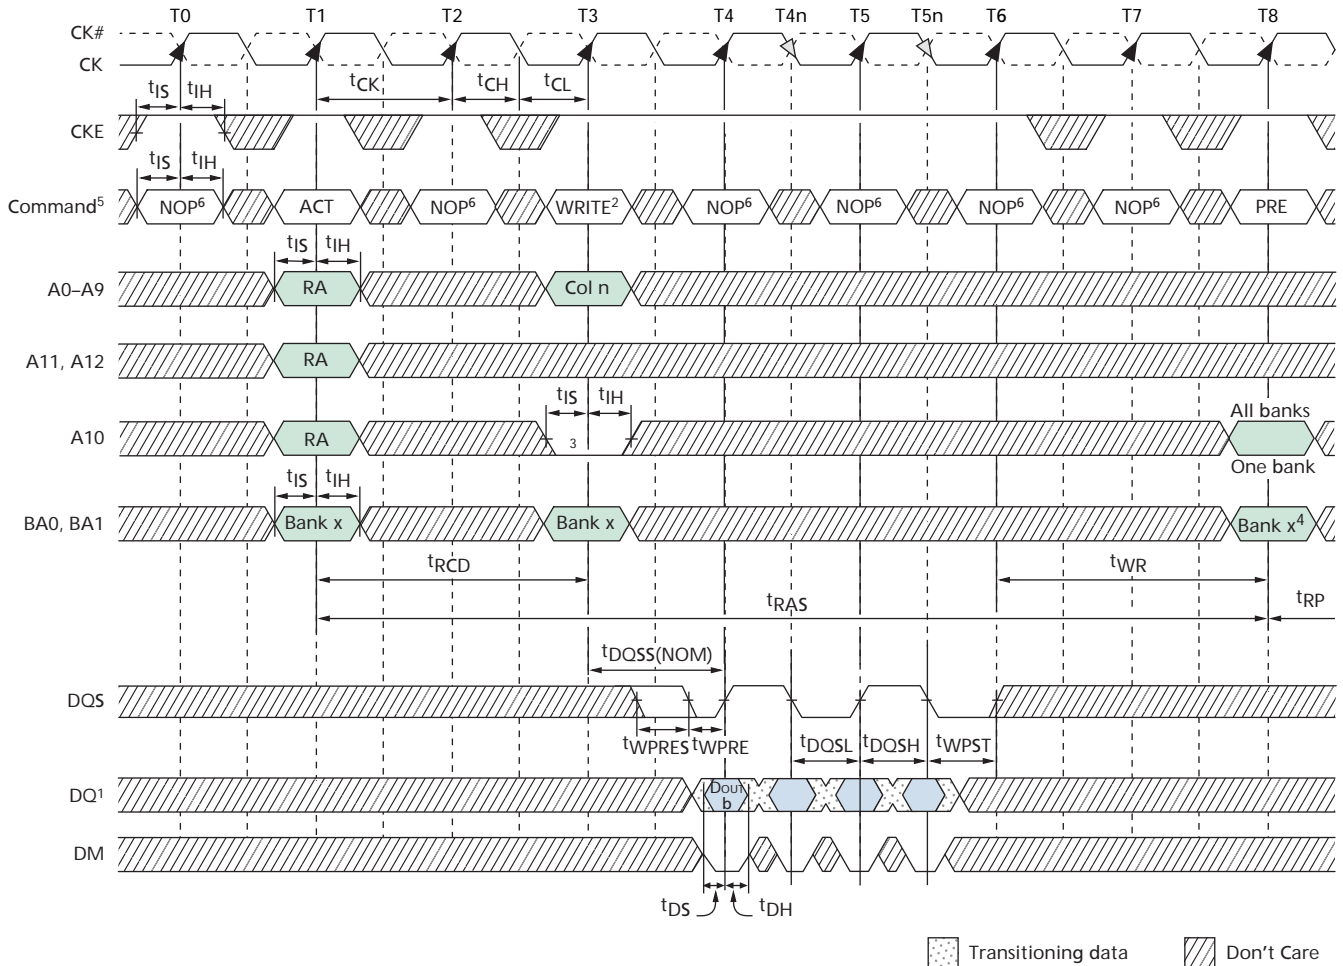 T0 T1 T2 T3 T4 T4n T5 T5n T6 T7 T8
CK#
CK
tIS tIH tCK tCH tCL
CKE
tIS tIH
Command5 NOP6 ACT NOP6 WRITE2 NOP6 NOP6 NOP6 NOP6 PRE
tIS tIH
A0–A9 RA Col n
A11, A12 RA
tIS tIH
All banks
A10 RA 3
One bank
tIS tIH
BA0, BA1 Bank x Bank x Bank x4
tRCD tWR
tRAS tRP
tDQSS(NOM)
DQS
tWPRES tWPRE tDQSL tDQSH tWPST
DQ1 DOUT
b
DM
tDS tDH
Transitioning data Don't Care